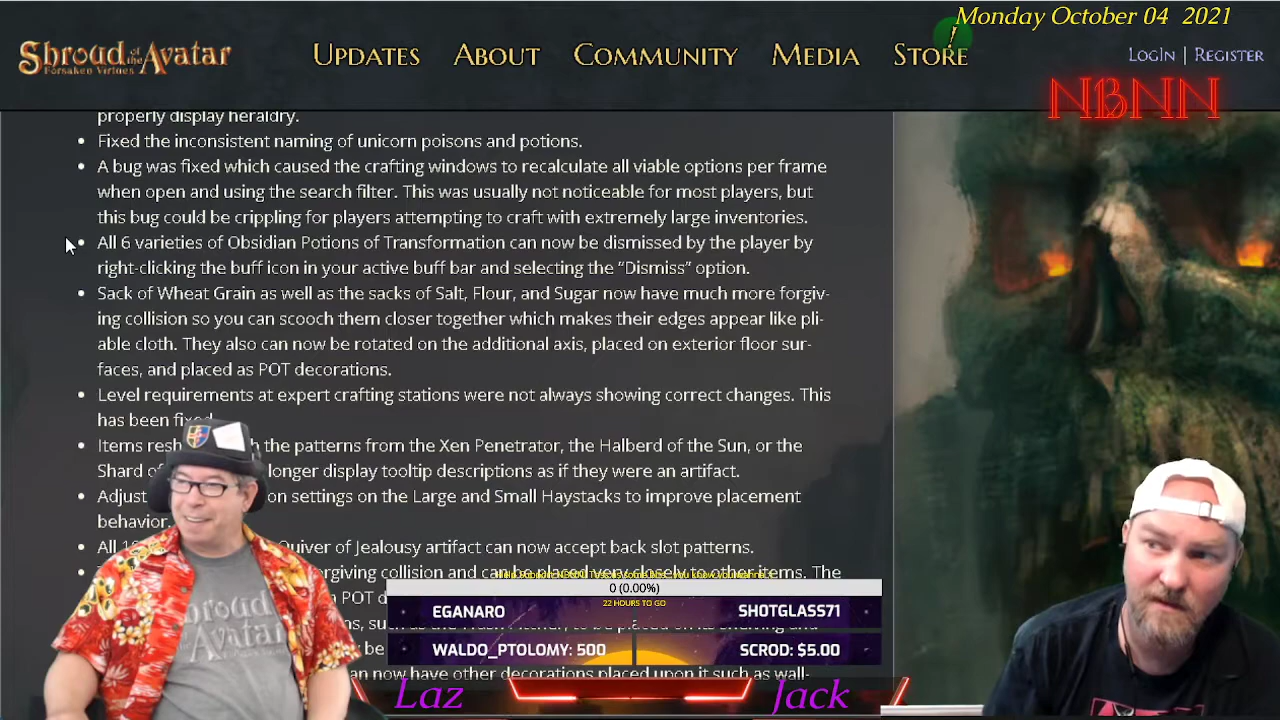 Monday October 04 2021
!
Shroud of the Avatar
Forsaken Virtues
Updates About Community Media Store
LogIn | Register
NBNN
properly display heraldry.
• Fixed the inconsistent naming of unicorn poisons and potions.
• A bug was fixed which caused the crafting windows to recalculate all viable options per frame
when open and using the search filter. This was usually not noticeable for most players, but
this bug could be crippling for players attempting to craft with extremely large inventories.
• All 6 varieties of Obsidian Potions of Transformation can now be dismissed by the player by
right-clicking the buff icon in your active buff bar and selecting the “Dismiss” option.
• Sack of Wheat Grain as well as the sacks of Salt, Flour, and Sugar now have much more forgiv-
ing collision so you can scooch them closer together which makes their edges appear like pli-
able cloth. They also can now be rotated on the additional axis, placed on exterior floor sur-
faces, and placed as POT decorations.
• Level requirements at expert crafting stations were not always showing correct changes. This
has been fixed
• Items resh the patterns from the Xen Penetrator, the Halberd of the Sun, or the
Shard of longer display tooltip descriptions as if they were an artifact.
• Adjust on settings on the Large and Small Haystacks to improve placement
behavior.
• All Quiver of Jealousy artifact can now accept back slot patterns.
• rgiving collision and can be placed very closely to other items. The
POT d
to be placed on its shelving and
be
an now have other decorations placed upon it such as wall-
0 (0.00%)
22 HOURS TO GO
EGANARO SHOTGLASS71
WALDO_PTOLOMY: 500 SCROD: $5.00
Shroud
the Avatar
Laz Jack